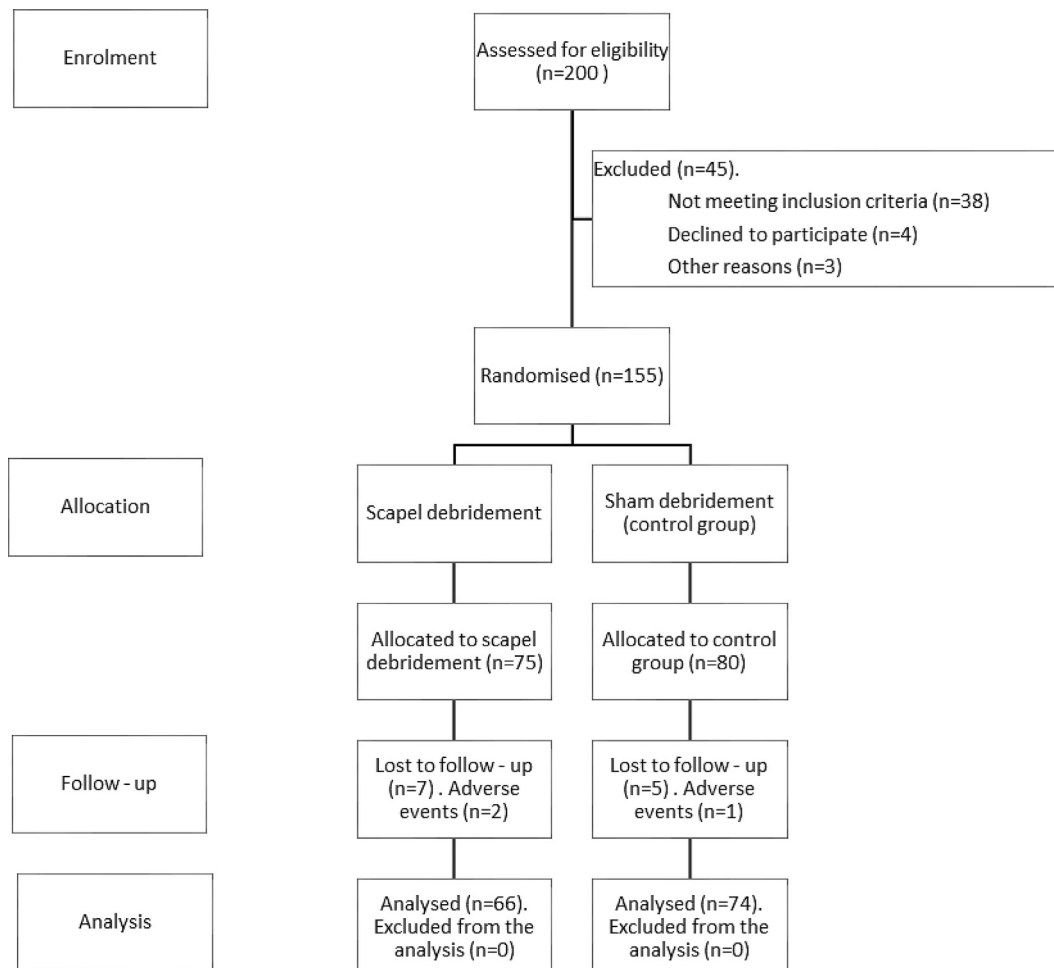 Enrolment
Assessed for eligibility
(n=200 )
Excluded (n=45).
Not meeting inclusion criteria (n=38)
Declined to participate (n=4)
Other reasons (n=3)
Randomised (n=155)
Allocation
Scapel debridement
Sham debridement
(control group)
Allocated to scapel
debridement (n=75)
Allocated to control
group (n=80)
Follow - up
Lost to follow - up
(n=7) . Adverse
events (n=2)
Lost to follow - up
(n=5) . Adverse
events (n=1)
Analysis
Analysed (n=66).
Excluded from the
analysis (n=0)
Analysed (n=74).
Excluded from the
analysis (n=0)